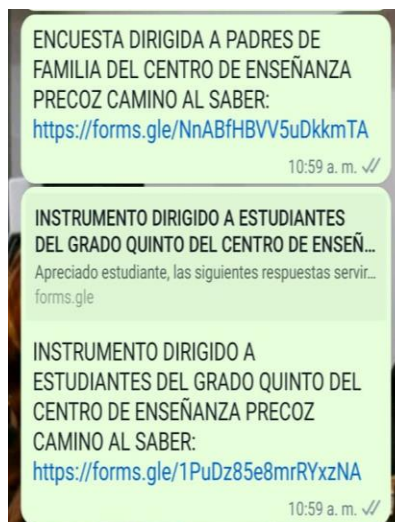 ENCUESTA DIRIGIDA A PADRES DE
FAMILIA DEL CENTRO DE ENSEÑANZA
PRECOZ CAMINO AL SABER:
https://forms.gle/NnABfHBVV5uDkkmTA
10:59 a. m.
INSTRUMENTO DIRIGIDO A ESTUDIANTES
DEL GRADO QUINTO DEL CENTRO DE ENSEÑ...
Apreciado estudiante, las siguientes respuestas servir...
forms.gle
INSTRUMENTO DIRIGIDO A
ESTUDIANTES DEL GRADO QUINTO DEL
CENTRO DE ENSEÑANZA PRECOZ
CAMINO AL SABER:
https://forms.gle/1PuDz85e8mrRYxzNA
10:59 a. m.